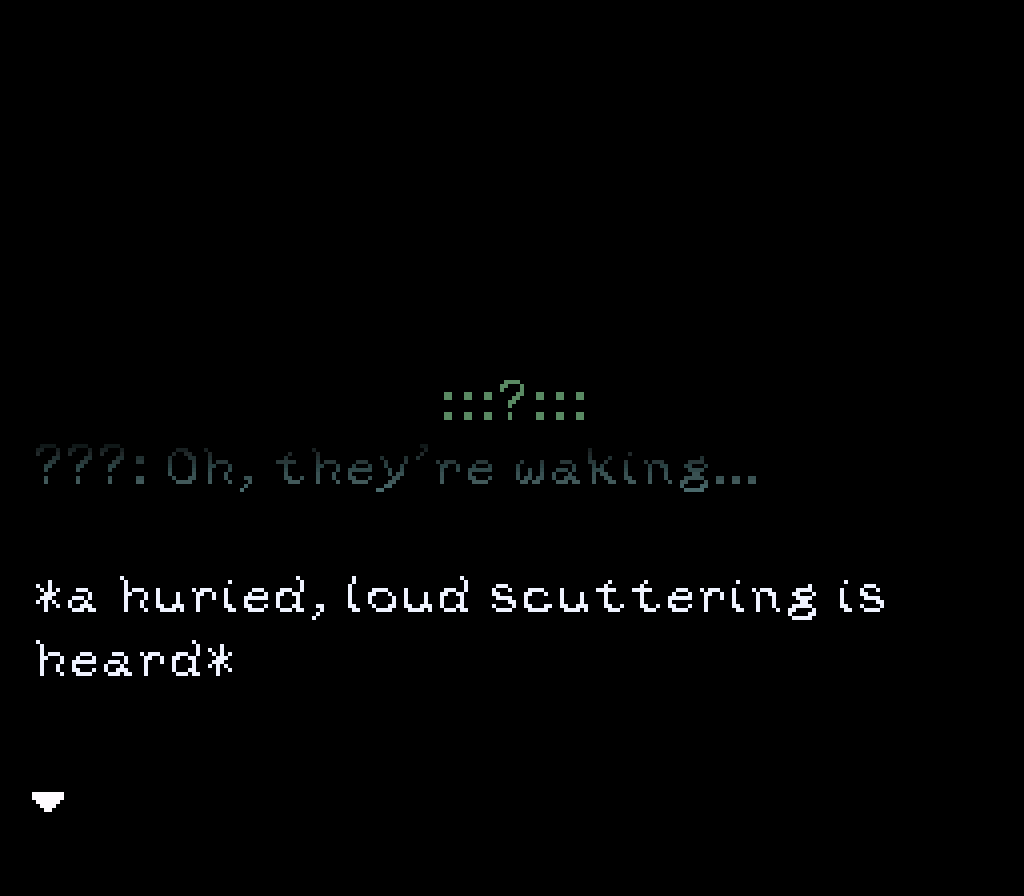 :::?:::
???: Oh, they're waking...
*a huried, loud scuttering is
heard*